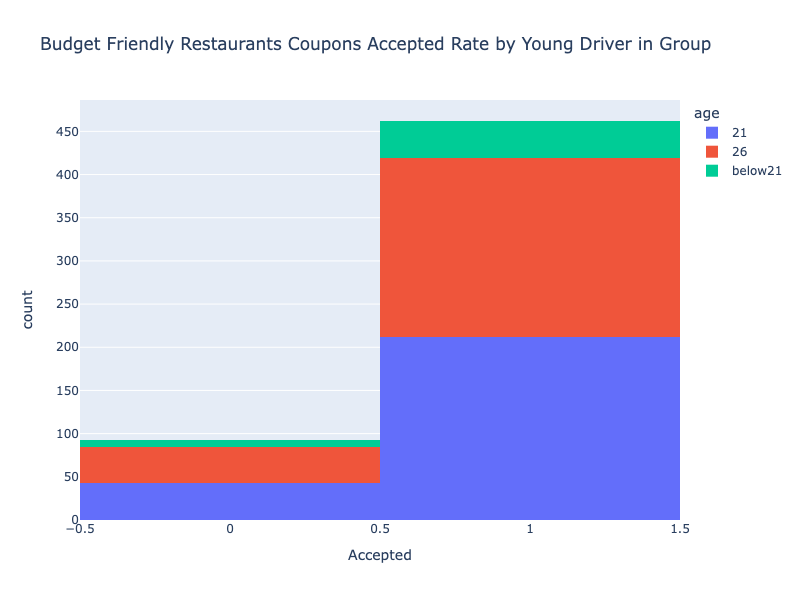 Budget Friendly Restaurants Coupons Accepted Rate by Young Driver in Group
age
21
26
below21
450
400
350
300
250
200
150
100
50
0
−0.5 0 0.5 1 1.5
count
Accepted